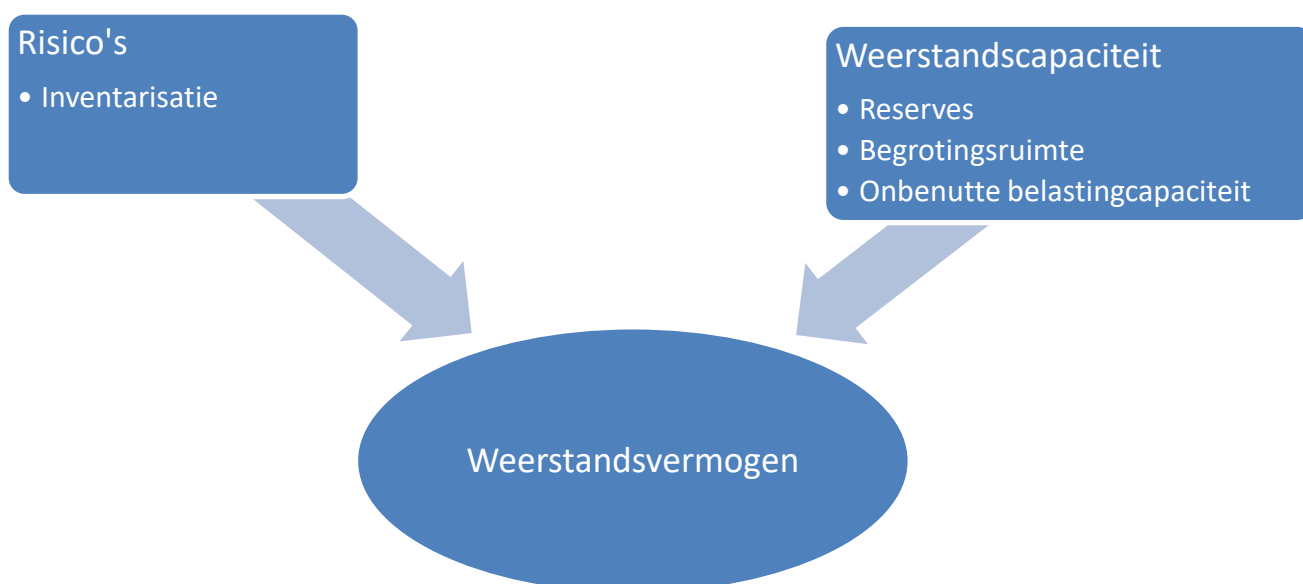 Risico's
• Inventarisatie
Weerstandscapaciteit
• Reserves
• Begrotingsruimte
• Onbenutte belastingcapaciteit
Weerstandsvermogen